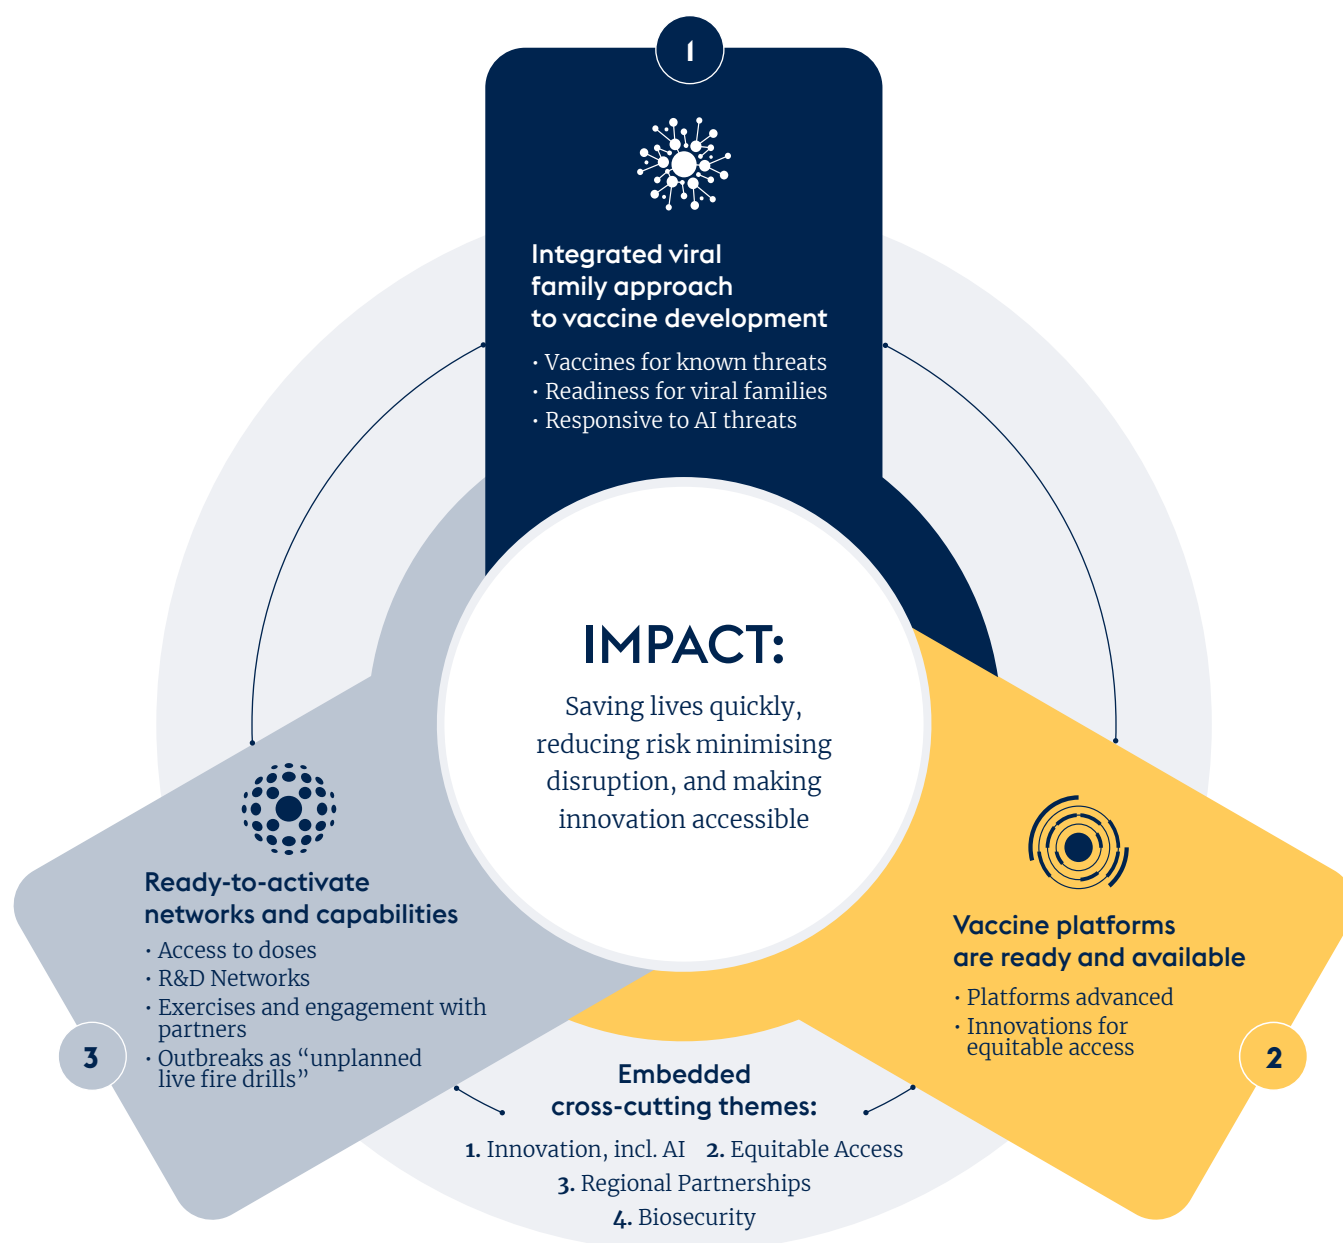 1
Integrated viral
family approach
to vaccine development
· Vaccines for known threats
· Readiness for viral families
· Responsive to AI threats
IMPACT:
Saving lives quickly,
reducing risk minimising
disruption, and making
innovation accessible
Vaccine platforms
are ready and available
· Platforms advanced
· Innovations for
equitable access
2
Ready-to-activate
networks and capabilities
· Access to doses
· R&D Networks
· Exercises and engagement with
partners
· Outbreaks as “unplanned
live fire drills”
3
Embedded
cross-cutting themes:
1. Innovation, incl. AI 2. Equitable Access
3. Regional Partnerships
4. Biosecurity